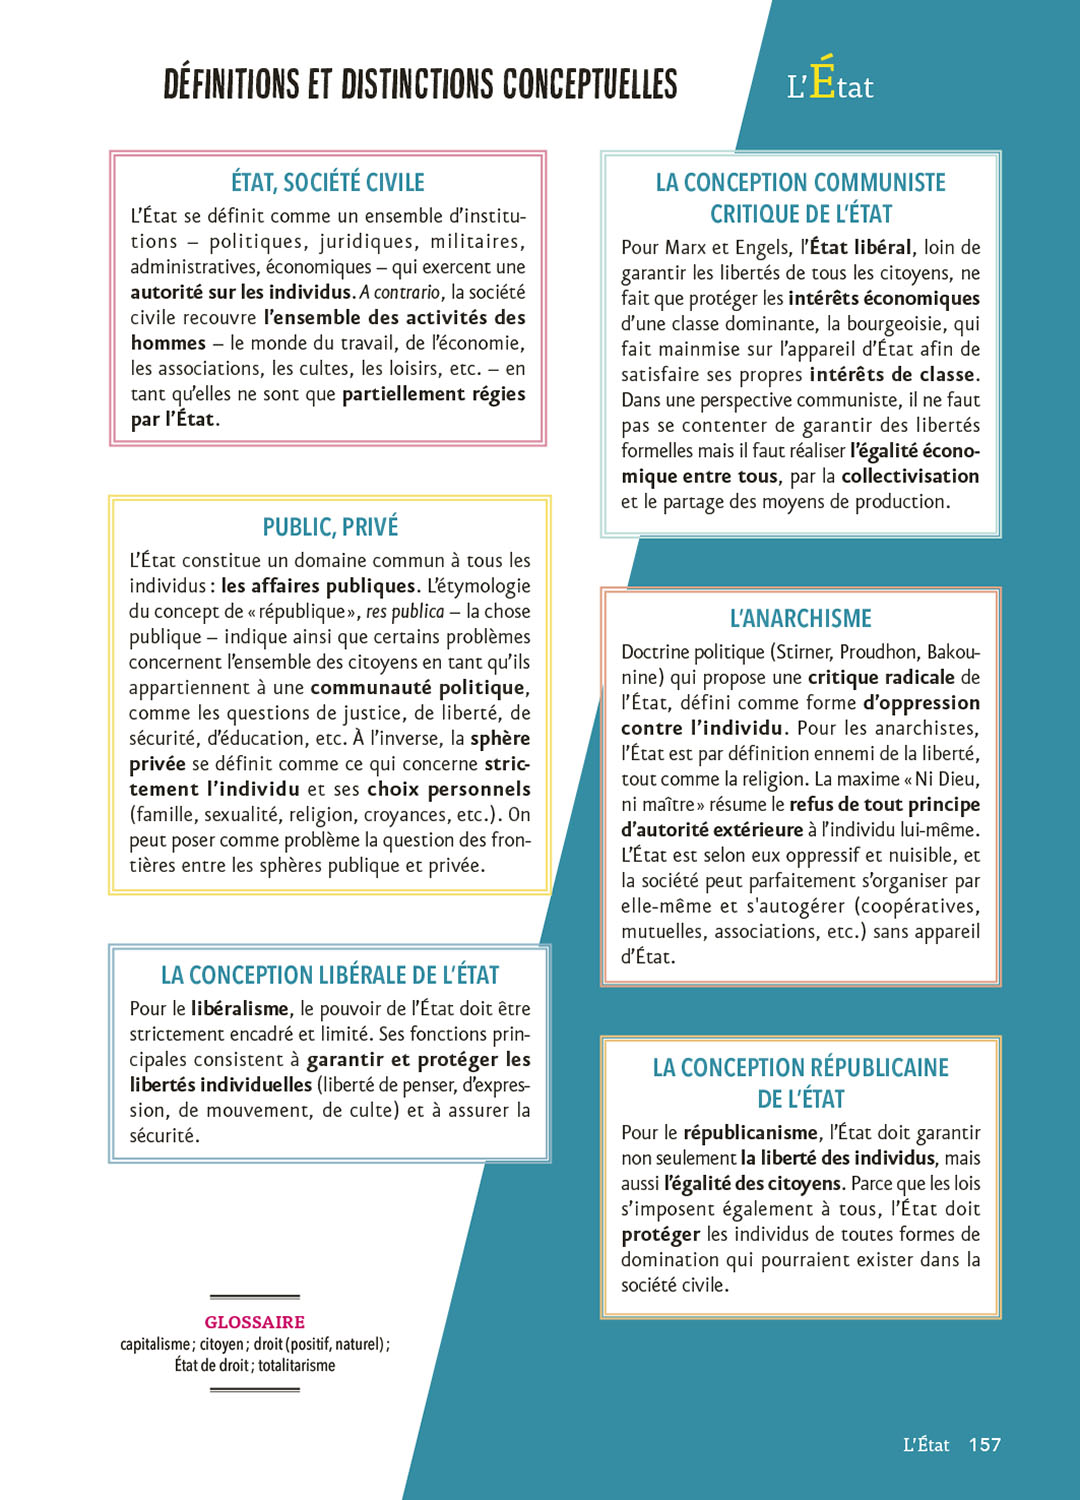 DÉFINITIONS ET DISTINCTIONS CONCEPTUELLES
L'État
ÉTAT, SOCIÉTÉ CIVILE
L'État se définit comme un ensemble d'institu-
tions – politiques, juridiques, militaires,
administratives, économiques – qui exercent une
autorité sur les individus. A contrario, la société
civile recouvre l'ensemble des activités des
hommes – le monde du travail, de l'économie,
les associations, les cultes, les loisirs, etc. – en
tant qu'elles ne sont que partiellement régies
par l'État.
PUBLIC, PRIVÉ
L'État constitue un domaine commun à tous les
individus : les affaires publiques. L'étymologie
du concept de « république », res publica – la chose
publique – indique ainsi que certains problèmes
concernent l'ensemble des citoyens en tant qu'ils
appartiennent à une communauté politique,
comme les questions de justice, de liberté, de
sécurité, d'éducation, etc. À l'inverse, la sphère
privée se définit comme ce qui concerne stric-
tement l'individu et ses choix personnels
(famille, sexualité, religion, croyances, etc.). On
peut poser comme problème la question des fron-
tières entre les sphères publique et privée.
LA CONCEPTION LIBÉRALE DE L'ÉTAT
Pour le libéralisme, le pouvoir de l'État doit être
strictement encadré et limité. Ses fonctions prin-
cipales consistent à garantir et protéger les
libertés individuelles (liberté de penser, d'expres-
sion, de mouvement, de culte) et à assurer la
sécurité.
GLOSSAIRE
capitalisme ; citoyen ; droit (positif, naturel) ;
État de droit ; totalitarisme
LA CONCEPTION COMMUNISTE
CRITIQUE DE L'ÉTAT
Pour Marx et Engels, l'État libéral, loin de
garantir les libertés de tous les citoyens, ne
fait que protéger les intérêts économiques
d'une classe dominante, la bourgeoisie, qui
fait mainmise sur l'appareil d'État afin de
satisfaire ses propres intérêts de classe.
Dans une perspective communiste, il ne faut
pas se contenter de garantir des libertés
formelles mais il faut réaliser l'égalité écono-
mique entre tous, par la collectivisation
et le partage des moyens de production.
L'ANARCHISME
Doctrine politique (Stirner, Proudhon, Bakou-
nine) qui propose une critique radicale de
l'État, défini comme forme d'oppression
contre l'individu. Pour les anarchistes,
l'État est par définition ennemi de la liberté,
tout comme la religion. La maxime « Ni Dieu,
ni maître » résume le refus de tout principe
d'autorité extérieure à l'individu lui-même.
L'État est selon eux oppressif et nuisible, et
la société peut parfaitement s'organiser par
elle-même et s'autogérer (coopératives,
mutuelles, associations, etc.) sans appareil
d'État.
LA CONCEPTION RÉPUBLICAINE
DE L'ÉTAT
Pour le républicanisme, l'État doit garantir
non seulement la liberté des individus, mais
aussi l'égalité des citoyens. Parce que les lois
s'imposent également à tous, l'État doit
protéger les individus de toutes formes de
domination qui pourraient exister dans la
société civile.
L'État 157